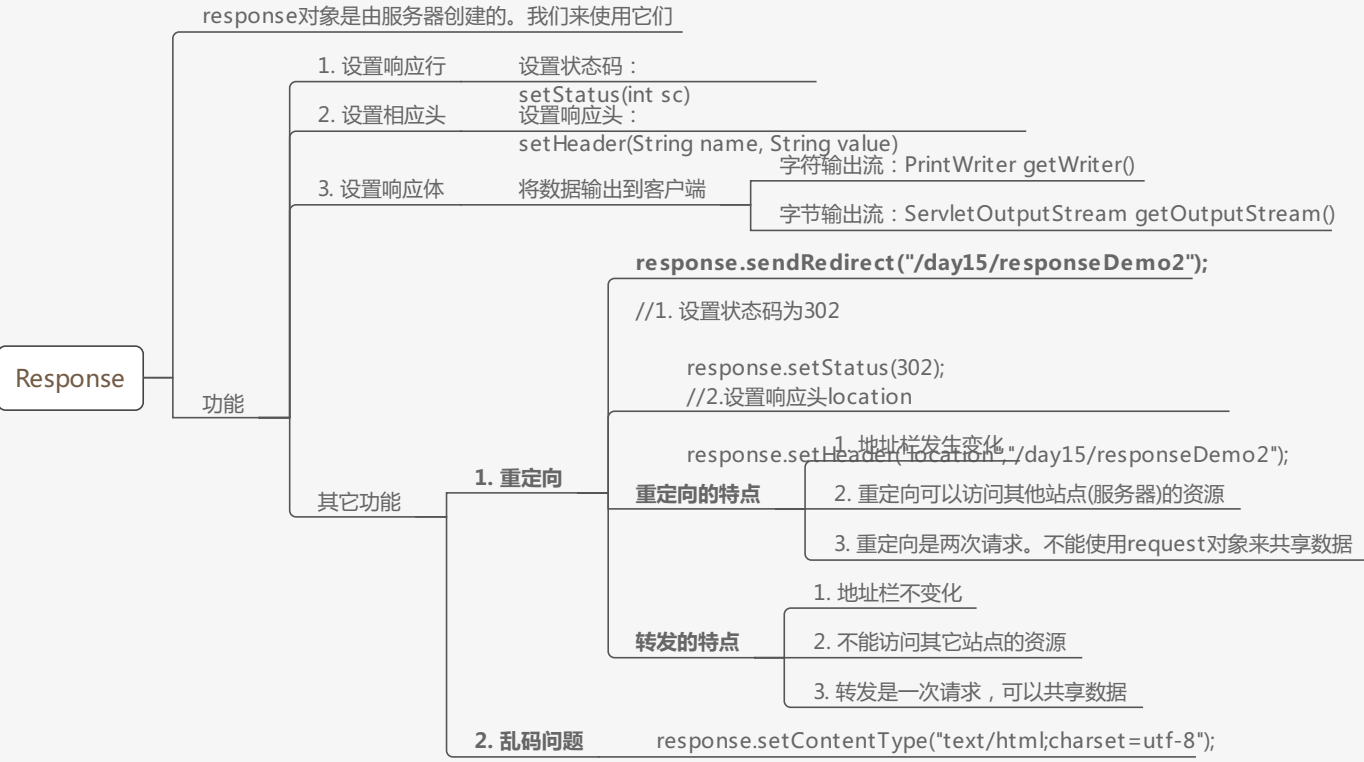 response对象是由服务器创建的。我们来使用它们
1. 设置响应行
设置状态码：
setStatus(int sc)
2. 设置相应头
设置响应头：
setHeader(String name, String value)
3. 设置响应体
将数据输出到客户端
字符输出流：PrintWriter getWriter()
字节输出流：ServletOutputStream getOutputStream()
Response
功能
其它功能
1. 重定向
response.sendRedirect("/day15/responseDemo2");
//1. 设置状态码为302
response.setStatus(302);
//2.设置响应头location
response.setHeader("location","/day15/responseDemo2");
重定向的特点
1. 地址栏发生变化
2. 重定向可以访问其他站点(服务器)的资源
3. 重定向是两次请求。不能使用request对象来共享数据
转发的特点
1. 地址栏不变化
2. 不能访问其它站点的资源
3. 转发是一次请求，可以共享数据
2. 乱码问题
response.setContentType("text/html;charset=utf-8");